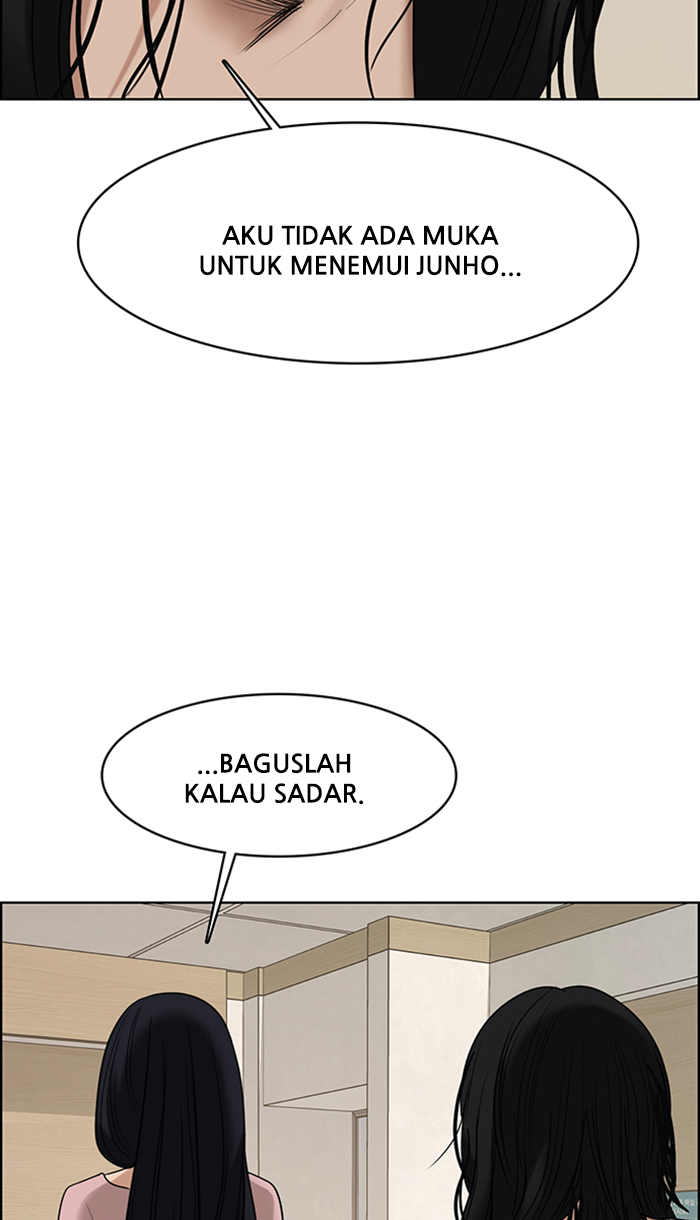 AKU TIDAK ADA MUKA
UNTUK MENEMUI JUNHO...
...BAGUSLAH
KALAU SADAR.